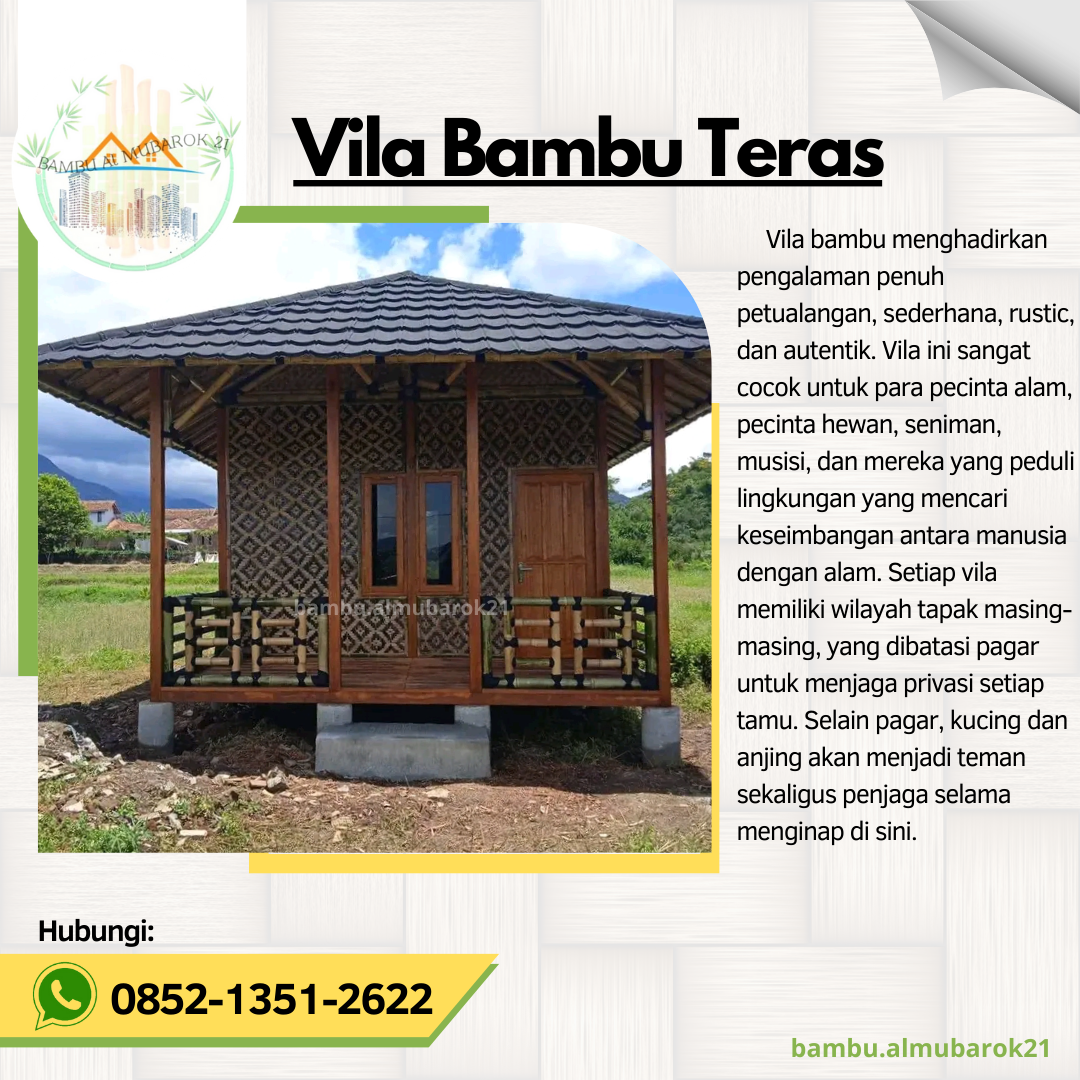 BAMBU AL MUBAROK 21
Vila Bambu Teras
Vila bambu menghadirkan
pengalaman penuh
petualangan, sederhana, rustic,
dan autentik. Vila ini sangat
cocok untuk para pecinta alam,
pecinta hewan, seniman,
musisi, dan mereka yang peduli
lingkungan yang mencari
keseimbangan antara manusia
dengan alam. Setiap vila
memiliki wilayah tapak masing-
masing, yang dibatasi pagar
untuk menjaga privasi setiap
tamu. Selain pagar, kucing dan
anjing akan menjadi teman
sekaligus penjaga selama
menginap di sini.
bambu.almubarok21
Hubungi:
0852-1351-2622
bambu.almubarok21